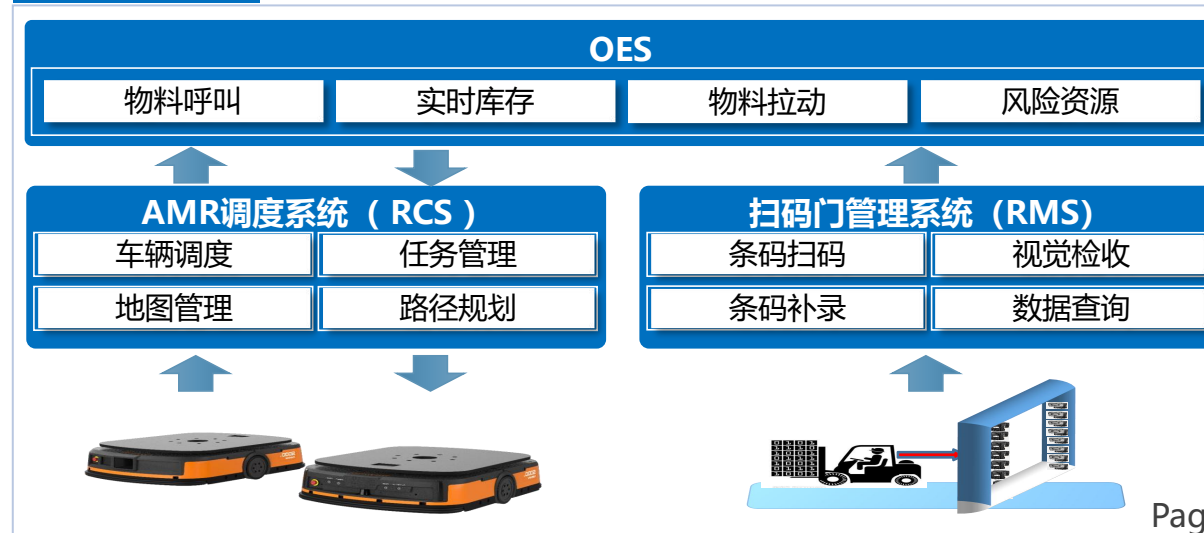 OES
物料呼叫 实时库存 物料拉动 风险资源
AMR调度系统（ RCS ） 扫码门管理系统（RMS）
车辆调度 任务管理 条码扫码 视觉检收
地图管理 路径规划 条码补录 数据查询
Pag